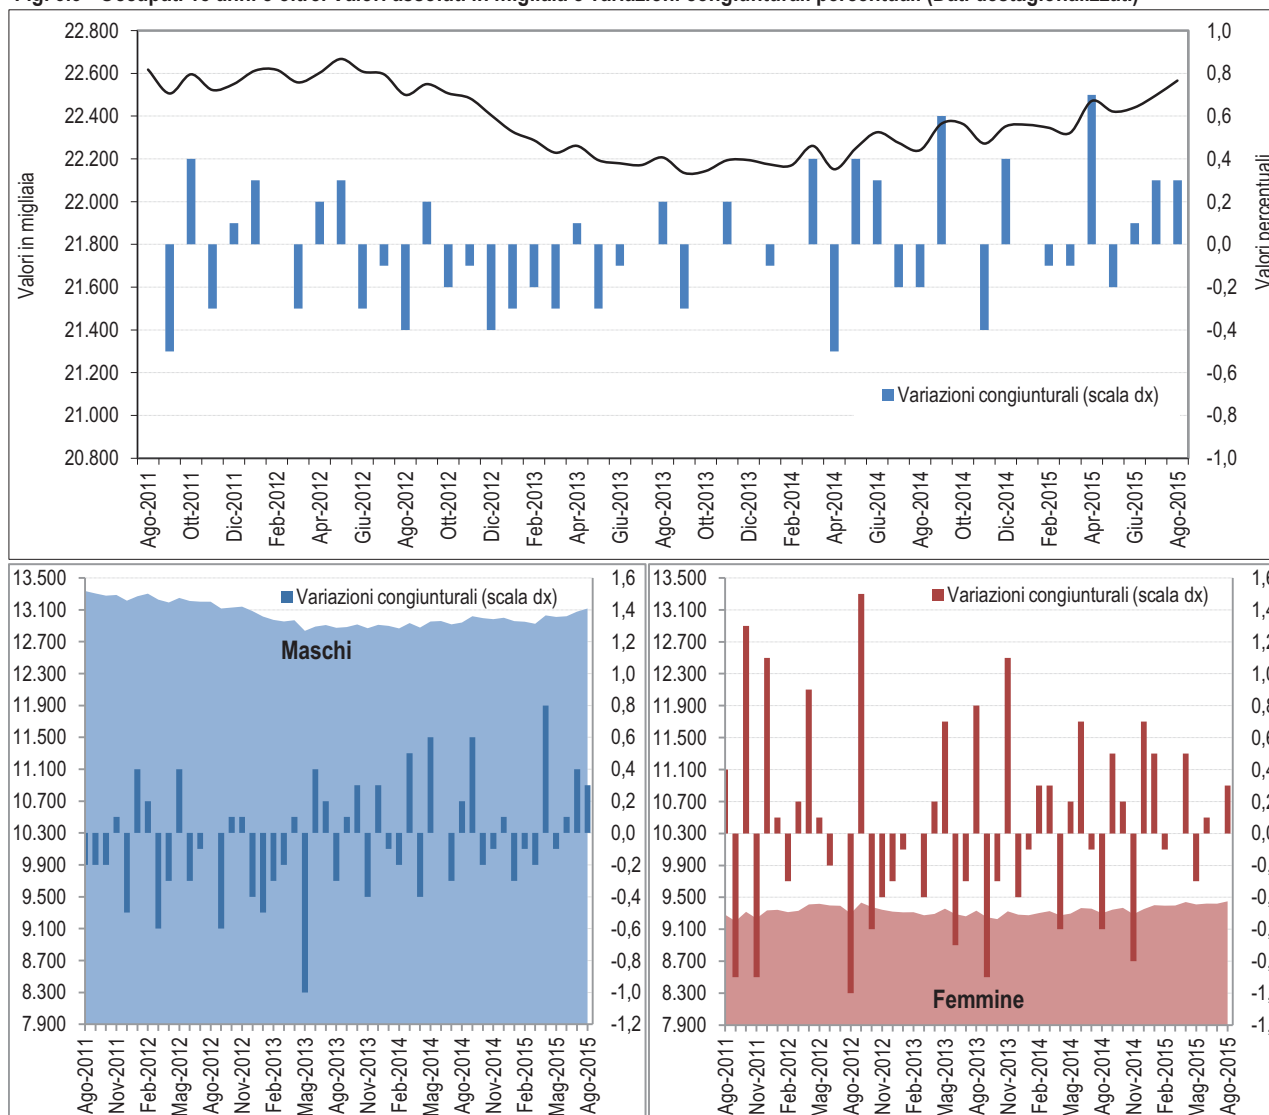 22.800
22.600
22.400
22.200
22.000
21.800
21.600
21.400
21.200
21.000
20.800
Valori in migliaia
1,0
0,8
0,6
0,4
0,2
0,0
-0,2
-0,4
-0,6
-0,8
-1,0
Valori percentuali
Variazioni congiunturali (scala dx)
Ago-2011
Ott-2011
Dic-2011
Feb-2012
Apr-2012
Giu-2012
Ago-2012
Ott-2012
Dic-2012
Feb-2013
Apr-2013
Giu-2013
Ago-2013
Ott-2013
Dic-2013
Feb-2014
Apr-2014
Giu-2014
Ago-2014
Ott-2014
Dic-2014
Feb-2015
Apr-2015
Giu-2015
Ago-2015
13.500
13.100
12.700
12.300
11.900
11.500
11.100
10.700
10.300
9.900
9.500
9.100
8.700
8.300
7.900
Variazioni congiunturali (scala dx)
Maschi
1,6
1,4
1,2
1,0
0,8
0,6
0,4
0,2
0,0
-0,2
-0,4
-0,6
-0,8
-1,0
-1,2
Ago-2011
Nov-2011
Feb-2012
Mag-2012
Ago-2012
Nov-2012
Feb-2013
Mag-2013
Ago-2013
Nov-2013
Feb-2014
Mag-2014
Ago-2014
Nov-2014
Feb-2015
Mag-2015
Ago-2015
13.500
13.100
12.700
12.300
11.900
11.500
11.100
10.700
10.300
9.900
9.500
9.100
8.700
8.300
7.900
Variazioni congiunturali (scala dx)
Femmine
Ago-2011
Nov-2011
Feb-2012
Mag-2012
Ago-2012
Nov-2012
Feb-2013
Mag-2013
Ago-2013
Nov-2013
Feb-2014
Mag-2014
Ago-2014
Nov-2014
Feb-2015
Mag-2015
Ago-2015